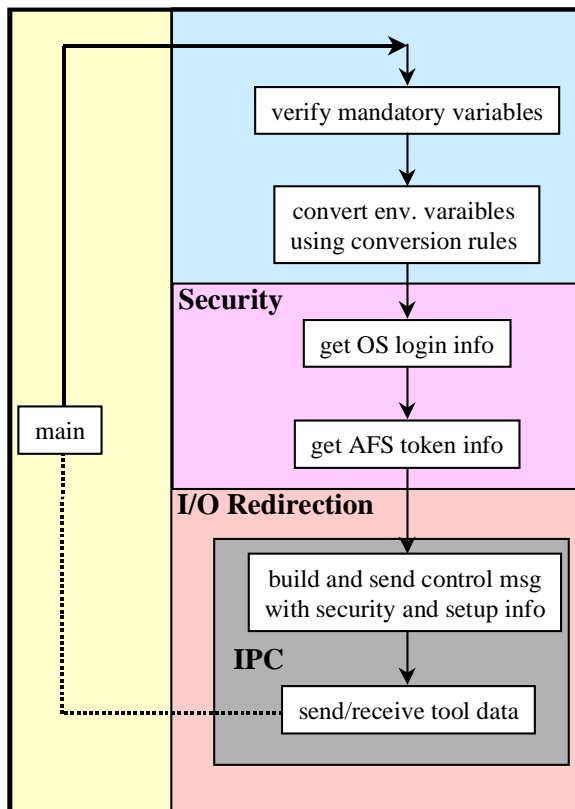 verify mandatory variables
convert env. varaibles
using conversion rules
Security
get OS login info
main
get AFS token info
I/O Redirection
build and send control msg
with security and setup info
IPC
send/receive tool data